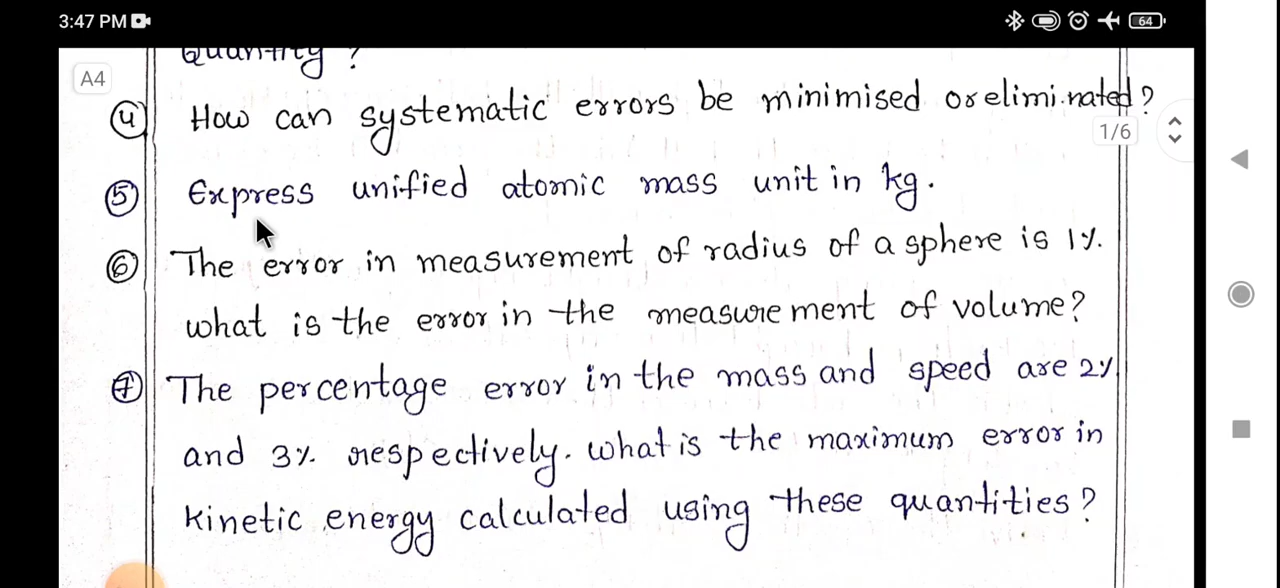 3:47 PM
64
A4
Quantity ?
4 How can systematic errors be minimised or eliminated?
1/6
5 Express unified atomic mass unit in kg.
6 The error in measurement of radius of a sphere is 1%.
what is the error in the measurement of volume?
7 The percentage error in the mass and speed are 2%
and 3% respectively. what is the maximum error in
kinetic energy calculated using these quantities?